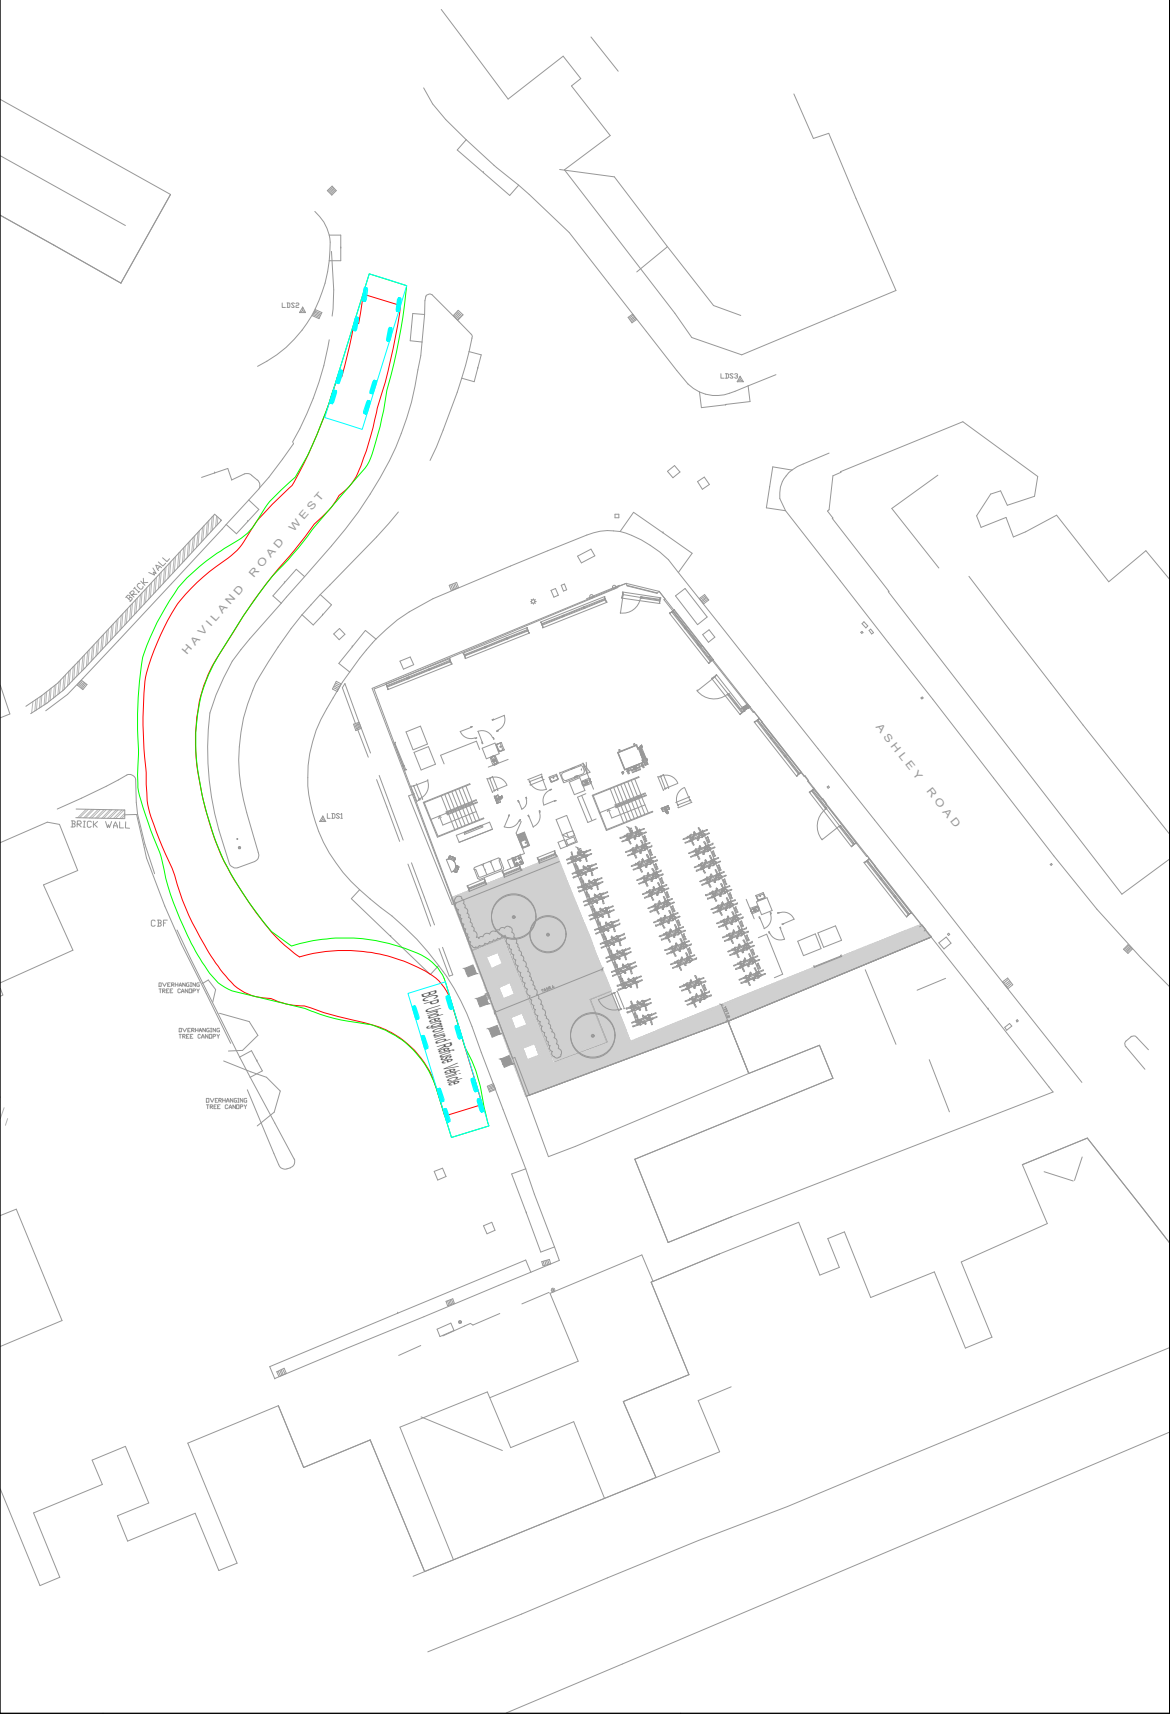 LDS2
LDS3
HAVILAND ROAD WEST
BRICK WALL
ASHLEY ROAD
LDS1
BRICK WALL
CBF
OVERHANGING
TREE CANOPY
BCP Underground Refuse Vehicle
OVERHANGING
TREE CANOPY
OVERHANGING
TREE CANOPY